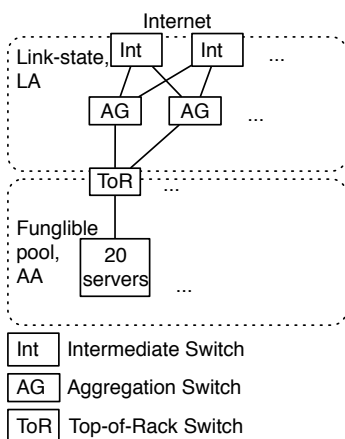 Internet
Link-state,
LA
Int
Int
...
AG
AG
...
ToR
...
Funglible
pool,
AA
20
servers
...
Int Intermediate Switch
AG Aggregation Switch
ToR Top-of-Rack Switch